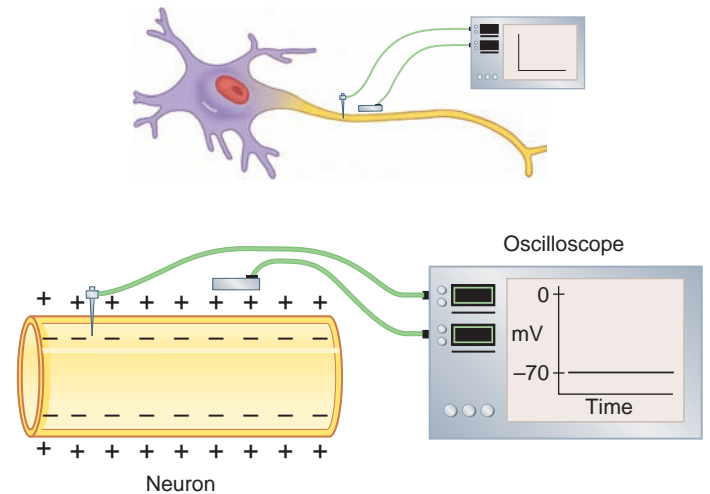 Oscilloscope
+ + + + + + + + +
0
– – – – – – – – –
mV
–70
Time
– – – – – – – – –
+ + + + + + + + +
Neuron